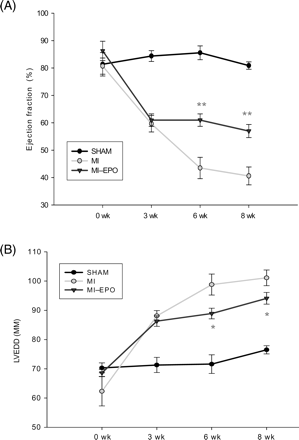 (A)
100
90
80
70
60
50
40
30
Ejection fraction (%)
**
**
SHAM
MI
MI–EPO
0 wk 3 wk 6 wk 8 wk
(B)
110
100
90
80
70
60
50
LVEDD (MM)
SHAM
MI
MI–EPO
*
*
0 wk 3 wk 6 wk 8 wk